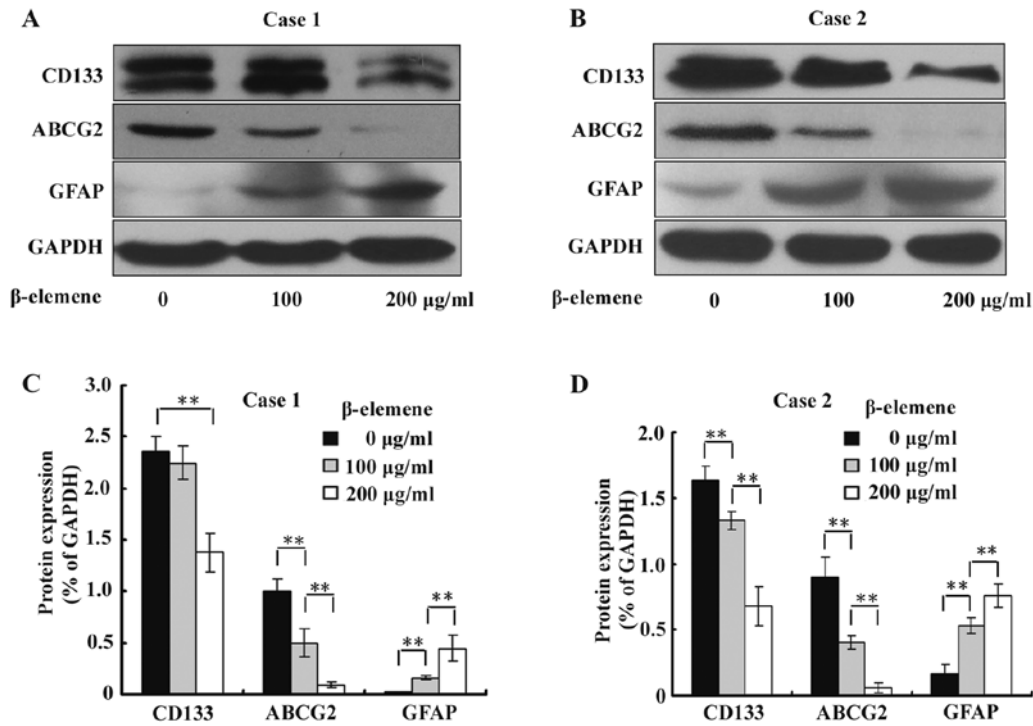 A
Case 1
CD133
ABCG2
GFAP
GAPDH
β-elemene 0 100 200 µg/ml
B
Case 2
CD133
ABCG2
GFAP
GAPDH
β-elemene 0 100 200 µg/ml
C
Case 1
β-elemene
0 µg/ml
100 µg/ml
200 µg/ml
Protein expression
(% of GAPDH)
3.0
2.5
2.0
1.5
1.0
0.5
0
**
**
**
**
**
CD133 ABCG2 GFAP
D
Case 2
β-elemene
0 µg/ml
100 µg/ml
200 µg/ml
Protein expression
(% of GAPDH)
2.0
1.5
1.0
0.5
0
**
**
**
**
**
**
CD133 ABCG2 GFAP